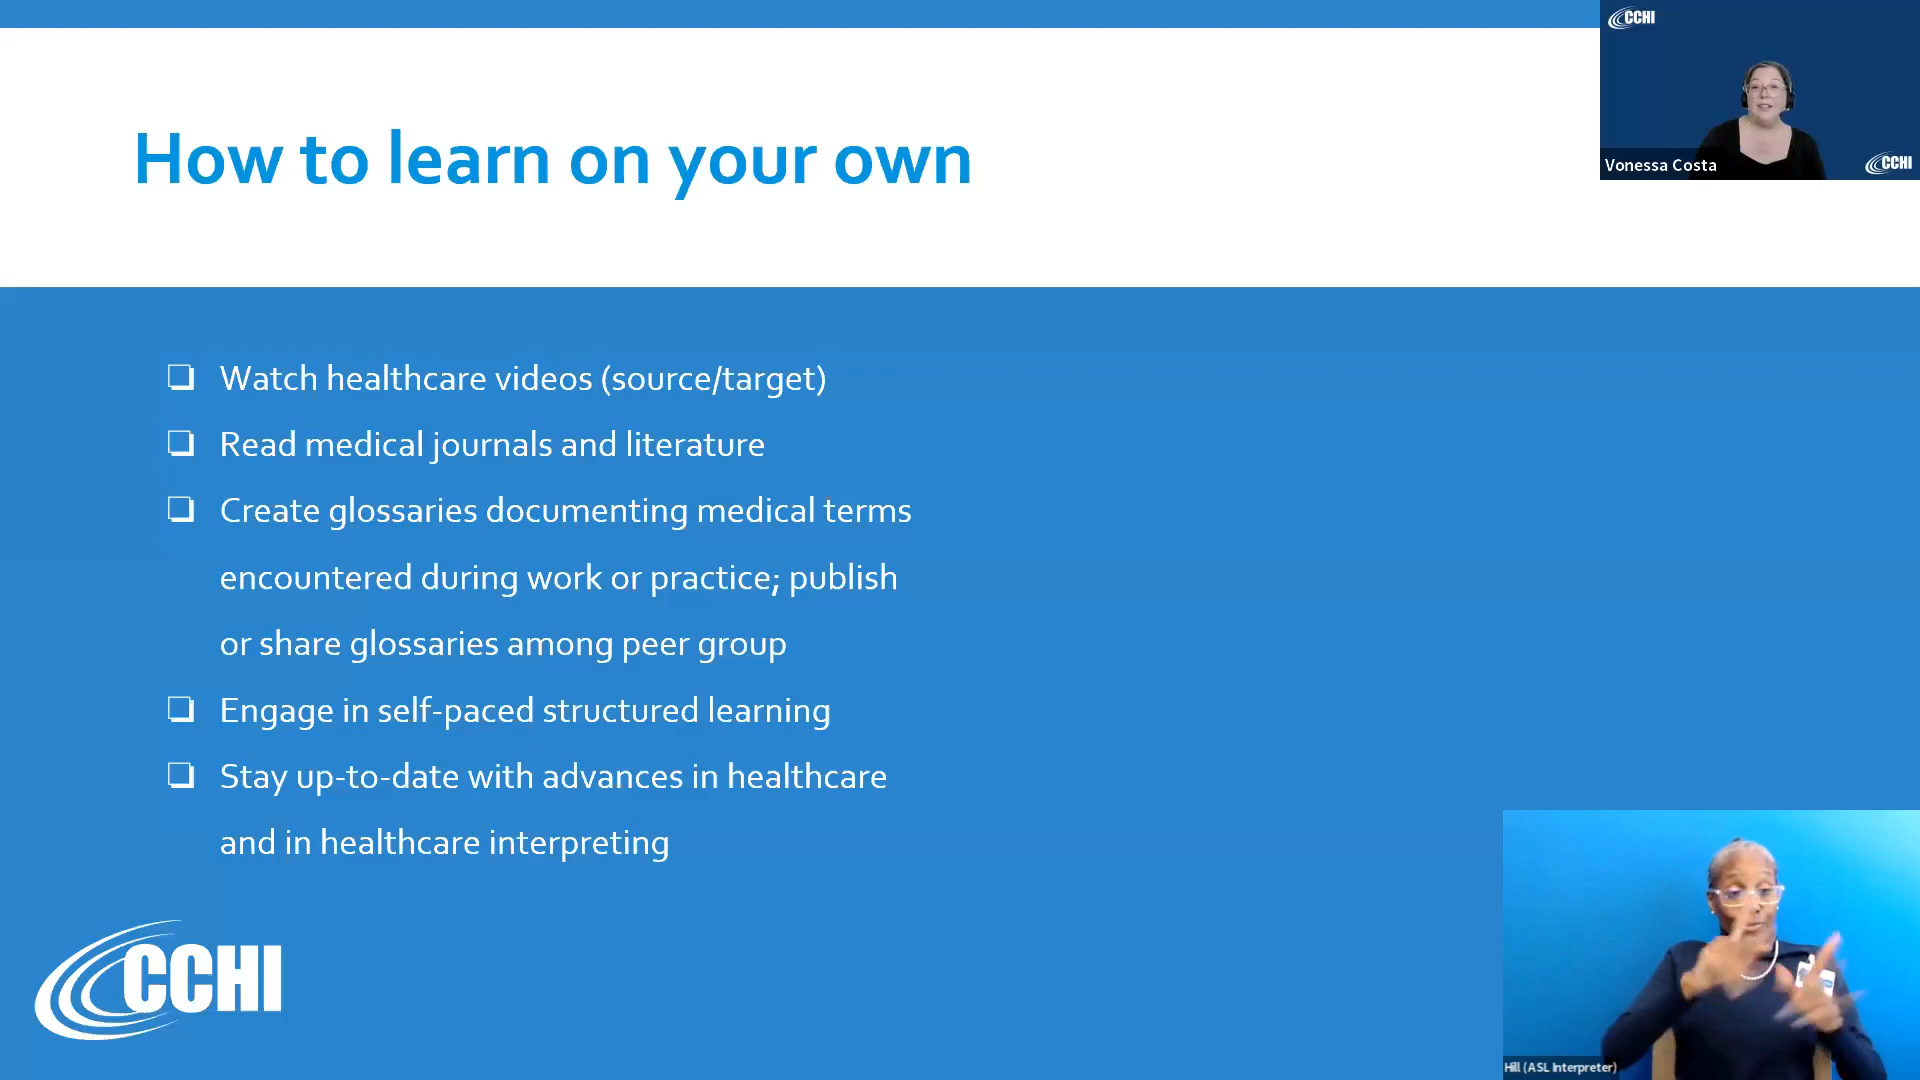 CCHI
How to learn on your own
Vonessa Costa
CCHI
❏ Watch healthcare videos (source/target)
❏ Read medical journals and literature
❏ Create glossaries documenting medical terms
encountered during work or practice; publish
or share glossaries among peer group
❏ Engage in self-paced structured learning
❏ Stay up-to-date with advances in healthcare
and in healthcare interpreting
CCHI
Hill (ASL Interpreter)